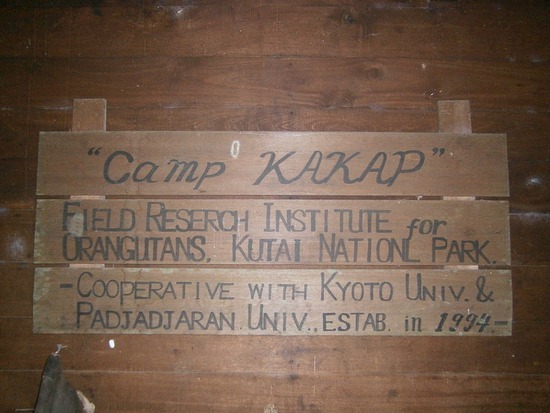 "Camp KAKAP"
FIELD RESERCH INSTITUTE for
ORANGUTANS, KUTAI NATIONL PARK.
-COOPERATIVE WITH KYOTO UNIV. &
PADJADJARAN UNIV., ESTAB. in 1994-